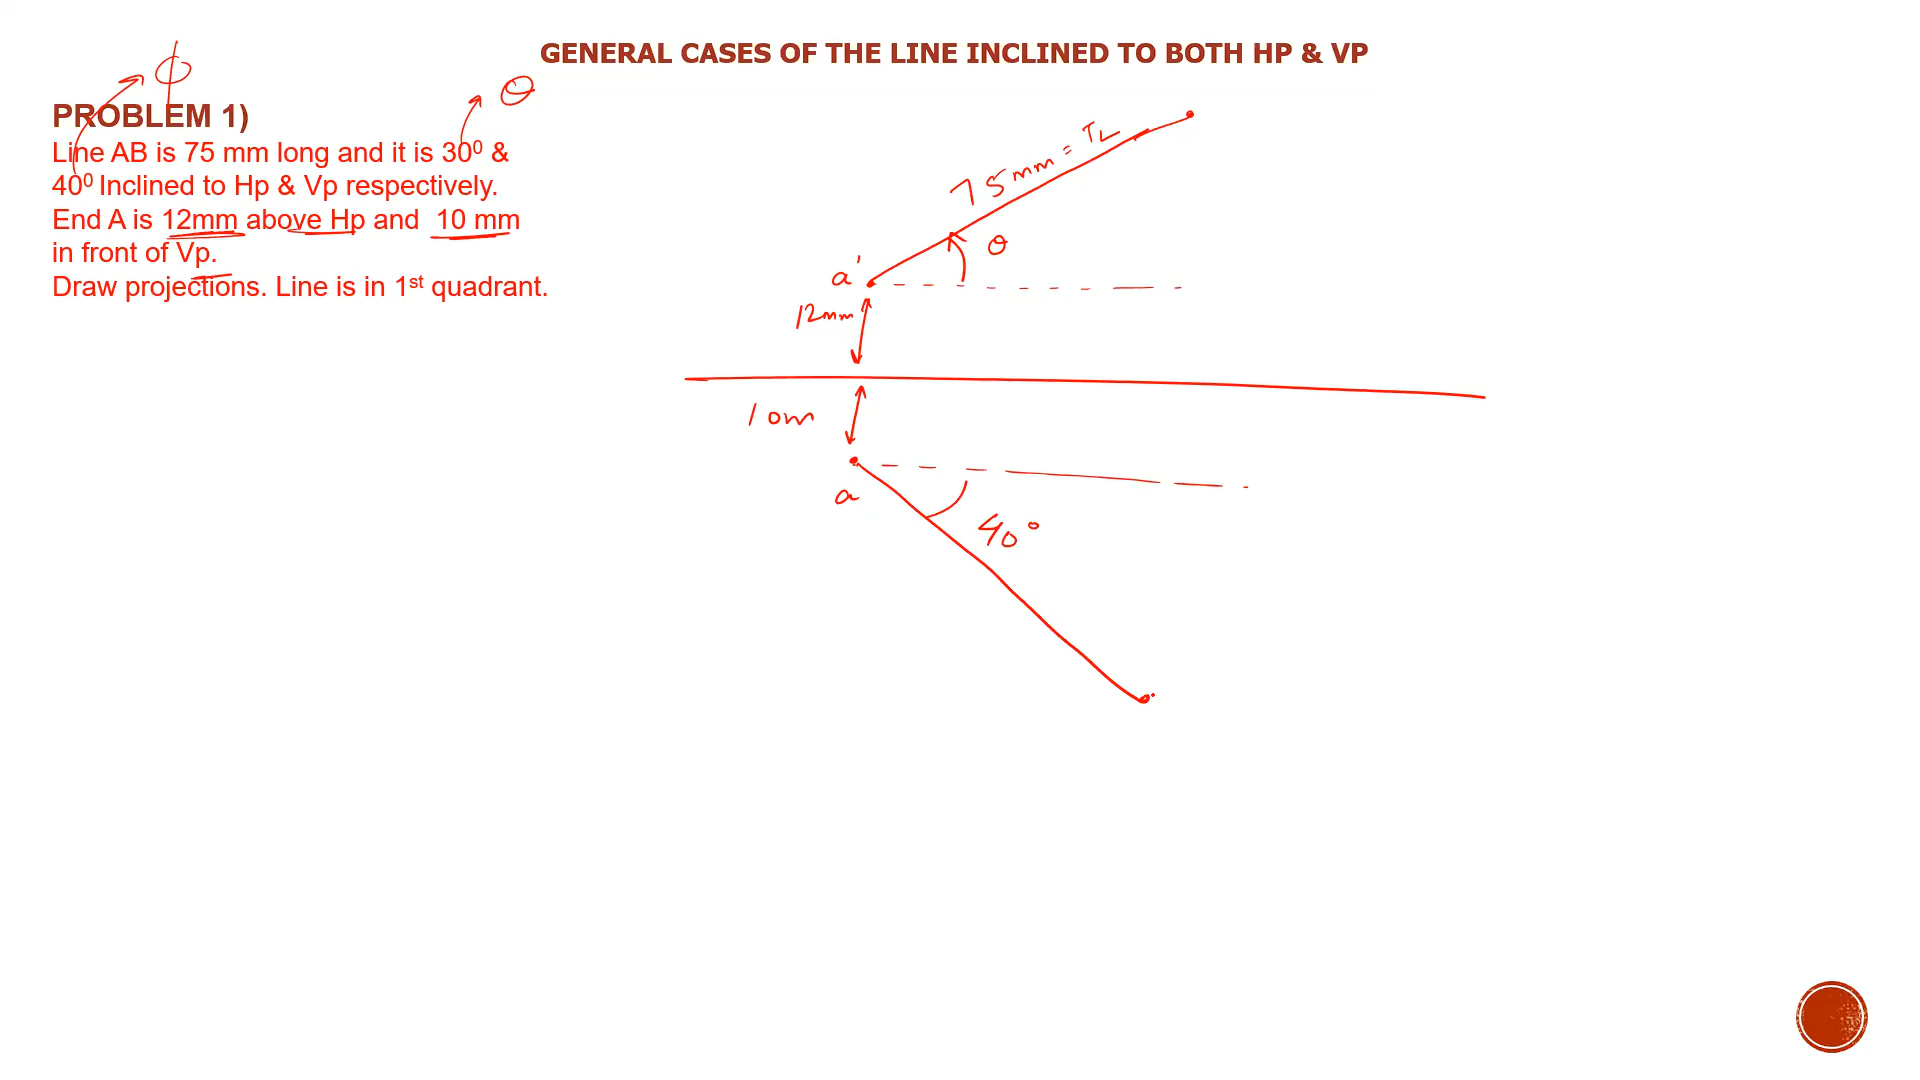 GENERAL CASES OF THE LINE INCLINED TO BOTH HP & VP
ϕ
θ
PROBLEM 1)
Line AB is 75 mm long and it is 30⁰ &
40⁰ Inclined to Hp & Vp respectively.
End A is 12mm above Hp and 10 mm
in front of Vp.
Draw projections. Line is in 1st quadrant.
75mm = TL
θ
a'
12mm
10m
a
40°